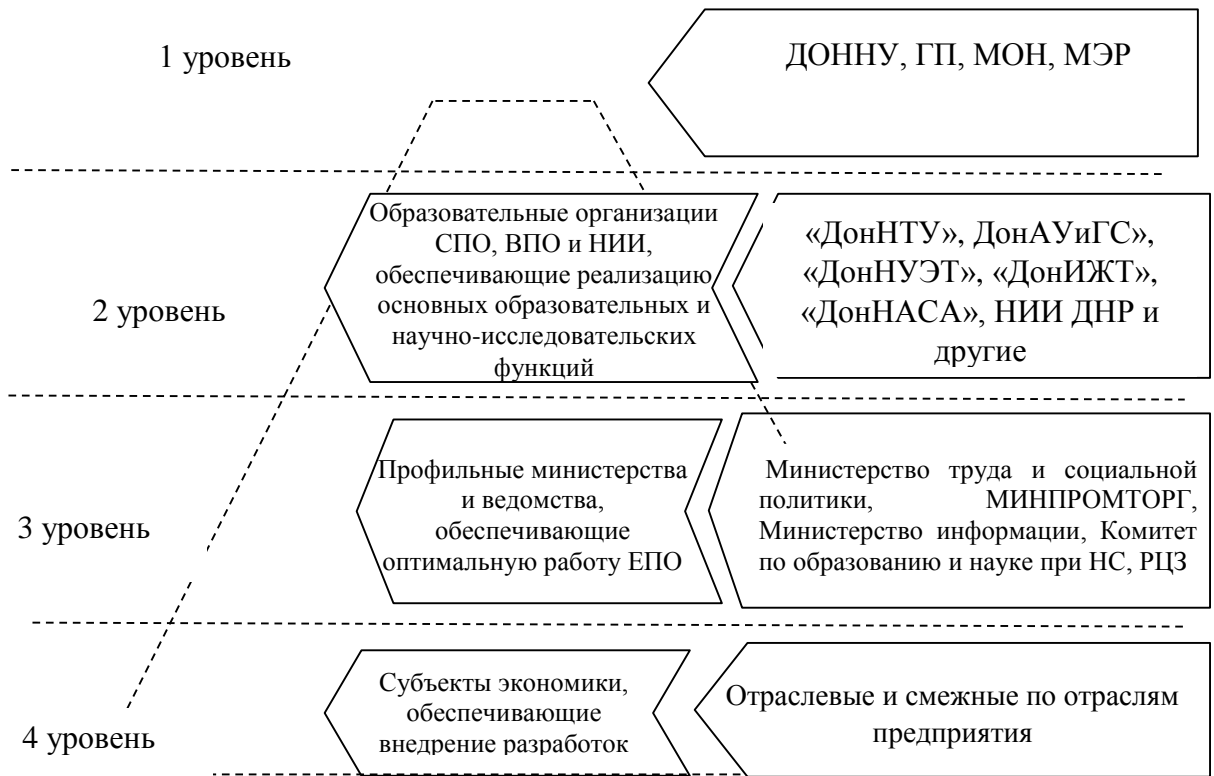 1 уровень
ДОННУ, ГП, МОН, МЭР
2 уровень
Образовательные организации
СПО, ВПО и НИИ,
обеспечивающие реализацию
основных образовательных и
научно-исследовательских
функций
«ДонНТУ», ДонАУиГС»,
«ДонНУЭТ», «ДонИЖТ»,
«ДонНАСА», НИИ ДНР и
другие
3 уровень
Профильные министерства
и ведомства,
обеспечивающие
оптимальную работу ЕПО
Министерство труда и социальной
политики, МИНПРОМТОРГ,
Министерство информации, Комитет
по образованию и науке при НС, РЦЗ
4 уровень
Субъекты экономики,
обеспечивающие
внедрение разработок
Отраслевые и смежные по отраслям
предприятия